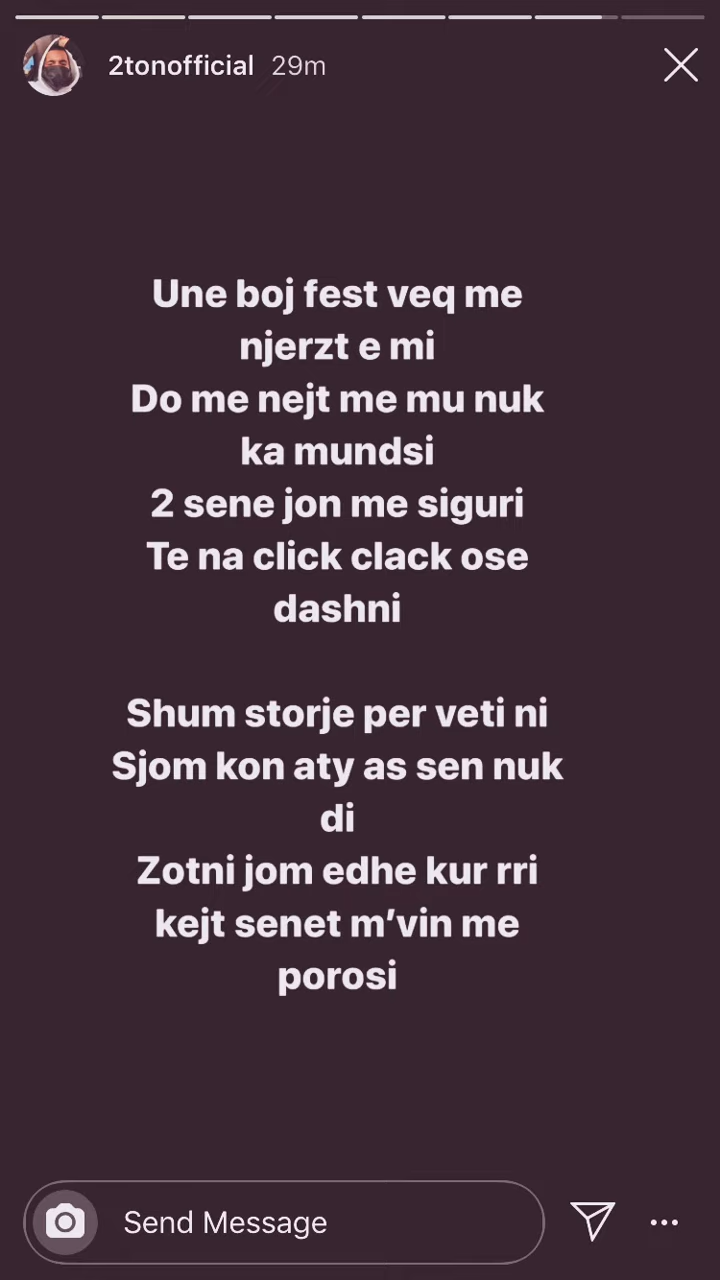 2tonofficial 29m
Une boj fest veq me
njerzt e mi
Do me nejt me mu nuk
ka mundsi
2 sene jon me siguri
Te na click clack ose
dashni
Shum storje per veti ni
Sjom kon aty as sen nuk
di
Zotni jom edhe kur rri
kejt senet m’vin me
porosi
Send Message